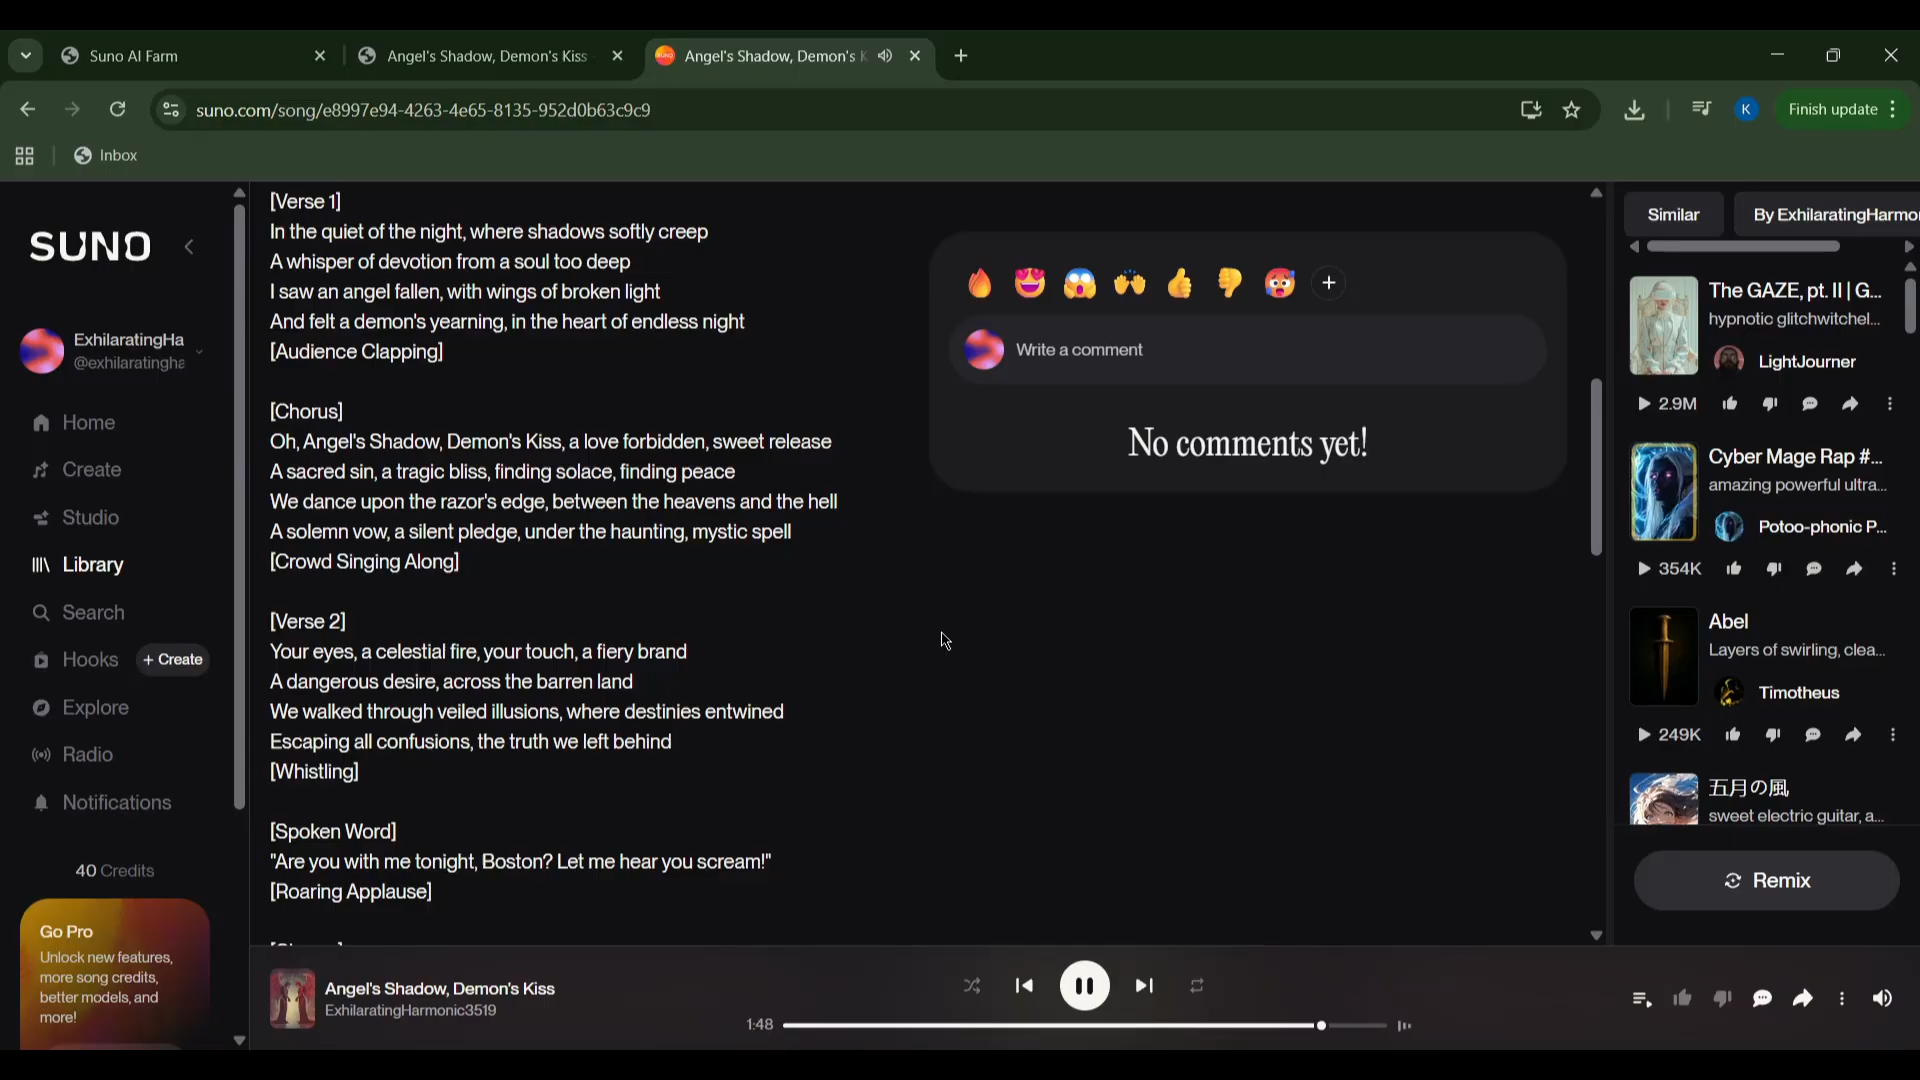 Suno AI Farm
Angel's Shadow, Demon's Kiss
Angel's Shadow, Demon's K
suno.com/song/e8997e94-4263-4e65-8135-952d0b63c9c9
K
Finish update
Inbox
SUNO
ExhilaratingHa
@exhilaratingha
Home
Create
Studio
Library
Search
Hooks
+ Create
Explore
Radio
Notifications
40 Credits
Go Pro
Unlock new features,
more song credits,
better models, and
more!
[Verse 1]
In the quiet of the night, where shadows softly creep
A whisper of devotion from a soul too deep
I saw an angel fallen, with wings of broken light
And felt a demon's yearning, in the heart of endless night
[Audience Clapping]
[Chorus]
Oh, Angel's Shadow, Demon's Kiss, a love forbidden, sweet release
A sacred sin, a tragic bliss, finding solace, finding peace
We dance upon the razor's edge, between the heavens and the hell
A solemn vow, a silent pledge, under the haunting, mystic spell
[Crowd Singing Along]
[Verse 2]
Your eyes, a celestial fire, your touch, a fiery brand
A dangerous desire, across the barren land
We walked through veiled illusions, where destinies entwined
Escaping all confusions, the truth we left behind
[Whistling]
[Spoken Word]
"Are you with me tonight, Boston? Let me hear you scream!"
[Roaring Applause]
Write a comment
No comments yet!
Similar
By ExhilaratingHarmo
The GAZE, pt. II | G...
hypnotic glitchwitchel...
LightJourner
2.9M
Cyber Mage Rap #...
amazing powerful ultra...
Potoo-phonic P...
354K
Abel
Layers of swirling, clea...
Timotheus
249K
五月の風
sweet electric guitar, a...
Remix
Angel's Shadow, Demon's Kiss
ExhilaratingHarmonic3519
1:48